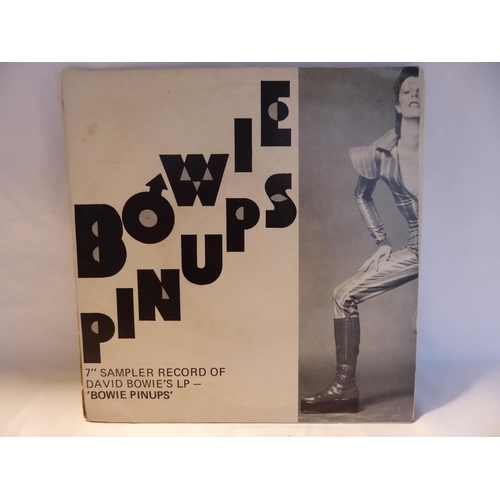 BOWIE
PINUPS
7" SAMPLER RECORD OF
DAVID BOWIE'S LP –
'BOWIE PINUPS'